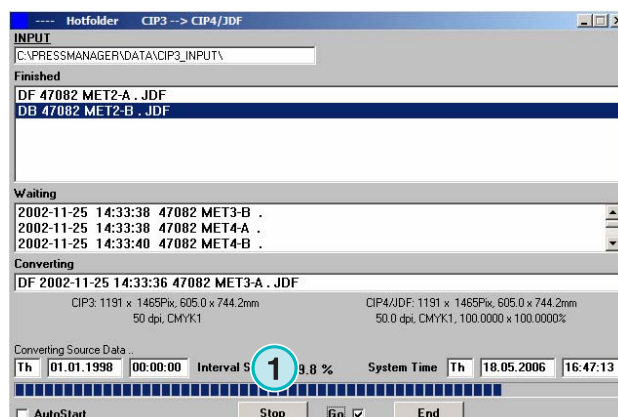 ---- Hotfolder CIP3 --> CIP4/JDF
INPUT
C:\PRESSMANAGER\DATA\CIP3_INPUT\
Finished
DF 47082 MET2-A . JDF
DB 47082 MET2-B . JDF
Waiting
2002-11-25 14:33:38 47082 MET3-B .
2002-11-25 14:33:38 47082 MET4-A .
2002-11-25 14:33:40 47082 MET4-B .
Converting
DF 2002-11-25 14:33:36 47082 MET3-A . JDF
CIP3: 1191 x 1465Pix, 605.0 x 744.2mm CIP4/JDF: 1191 x 1465Pix, 605.0 x 744.2mm
50 dpi, CMYK1 50.0 dpi, CMYK1, 100.0000 x 100.0000%
Converting Source Data ..
Th 01.01.1998 00:00:00 Interval 1 9.8 % System Time Th 18.05.2006 16:47:13
AutoStart Stop Go End